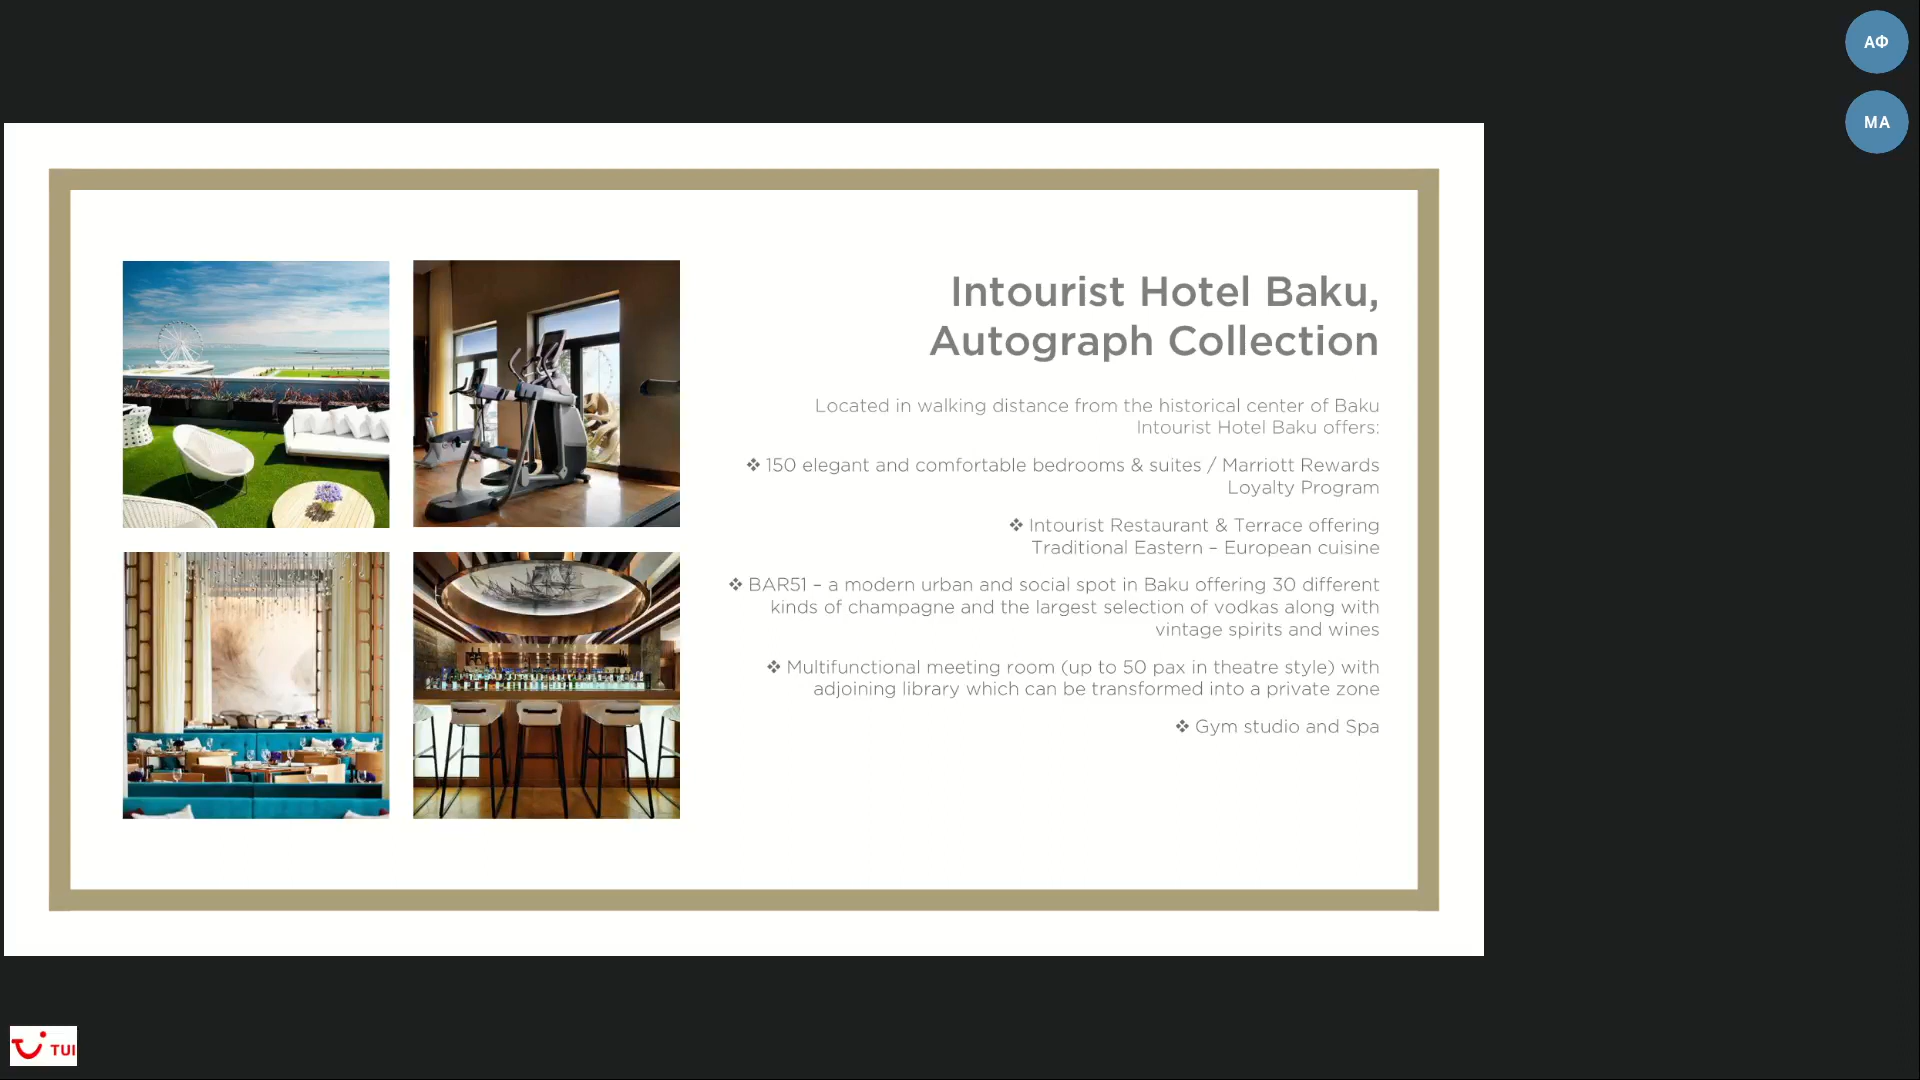 АФ
МА
Intourist Hotel Baku,
Autograph Collection
Located in walking distance from the historical center of Baku
Intourist Hotel Baku offers:
❖ 150 elegant and comfortable bedrooms & suites / Marriott Rewards
Loyalty Program
❖ Intourist Restaurant & Terrace offering
Traditional Eastern – European cuisine
❖ BAR51 – a modern urban and social spot in Baku offering 30 different
kinds of champagne and the largest selection of vodkas along with
vintage spirits and wines
❖ Multifunctional meeting room (up to 50 pax in theatre style) with
adjoining library which can be transformed into a private zone
❖ Gym studio and Spa
TUI